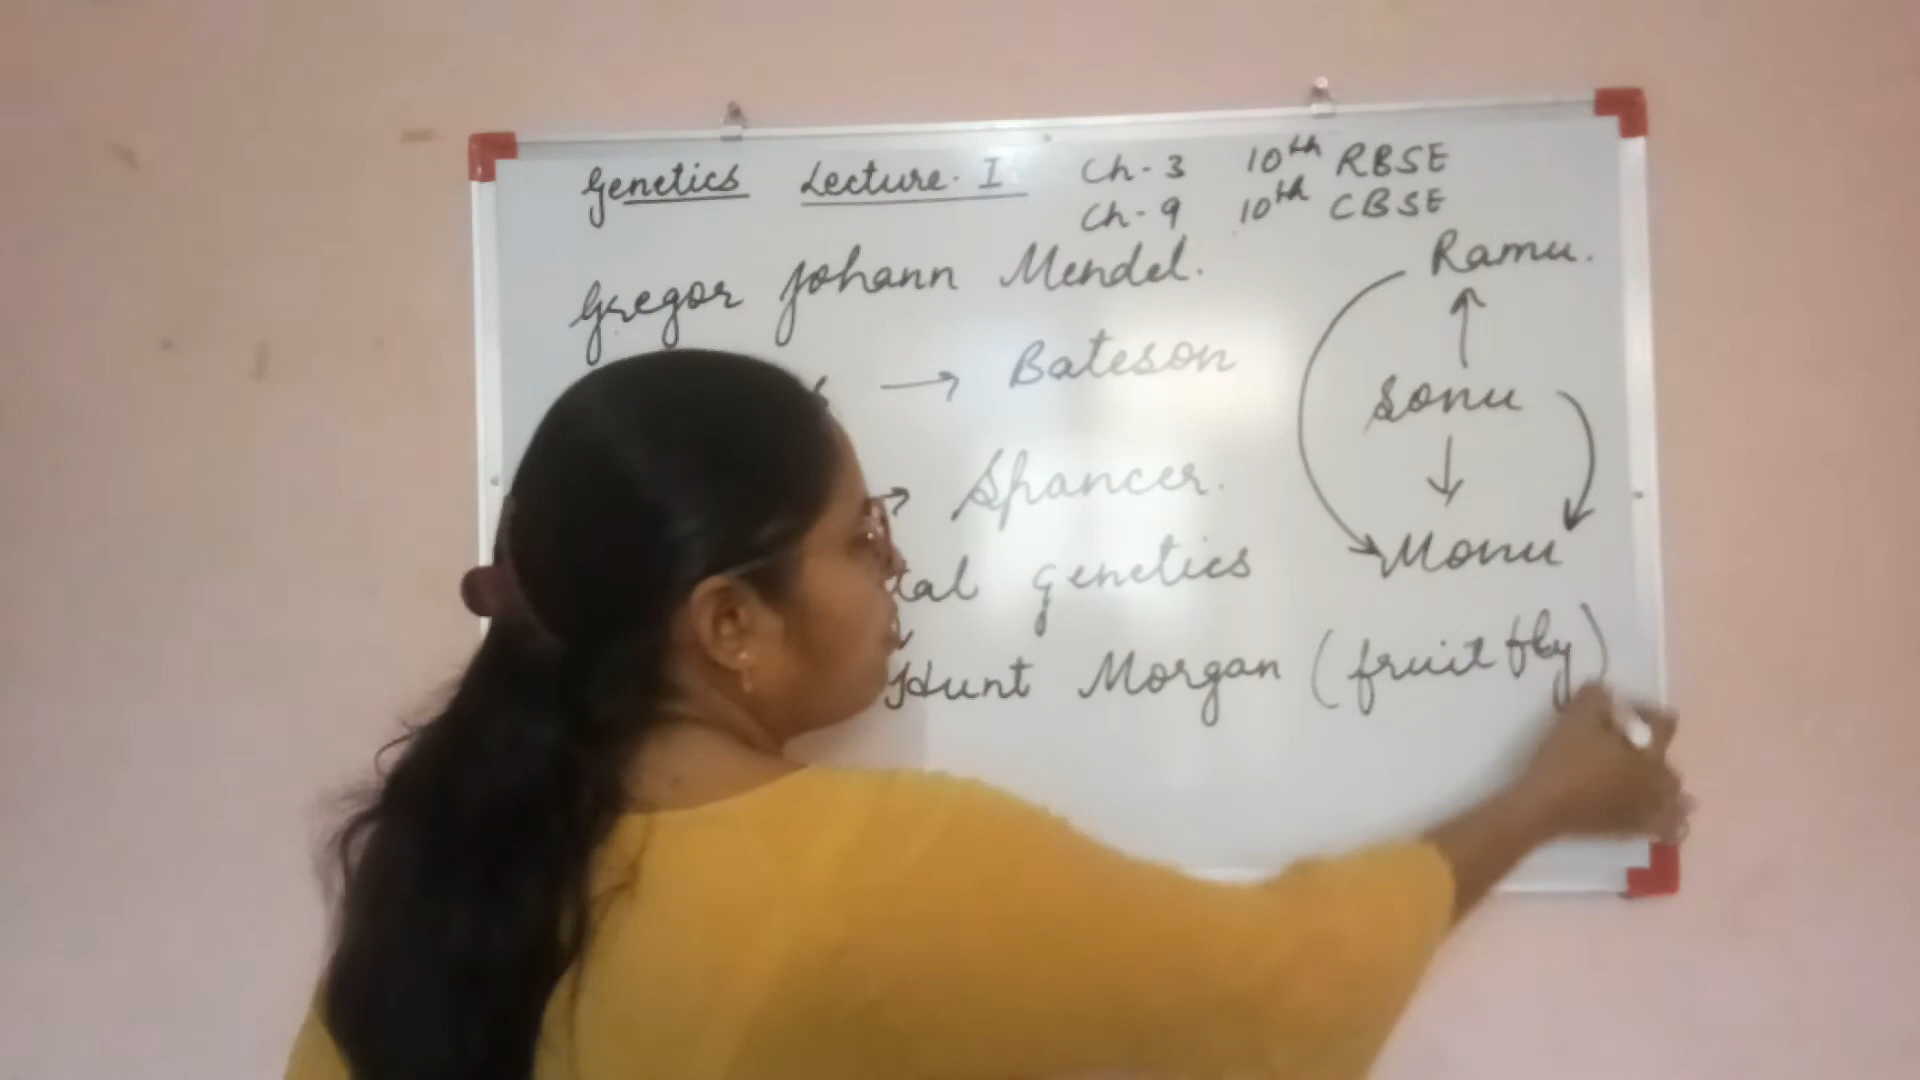 Genetics Lecture. I Ch-3 10th RBSE
Ch-9 10th CBSE
Gregor Johann Mendel.
→ Bateson
→ Spancer.
tal genetics
Hunt Morgan (fruit fly)
Ramu.
Sonu
Monu